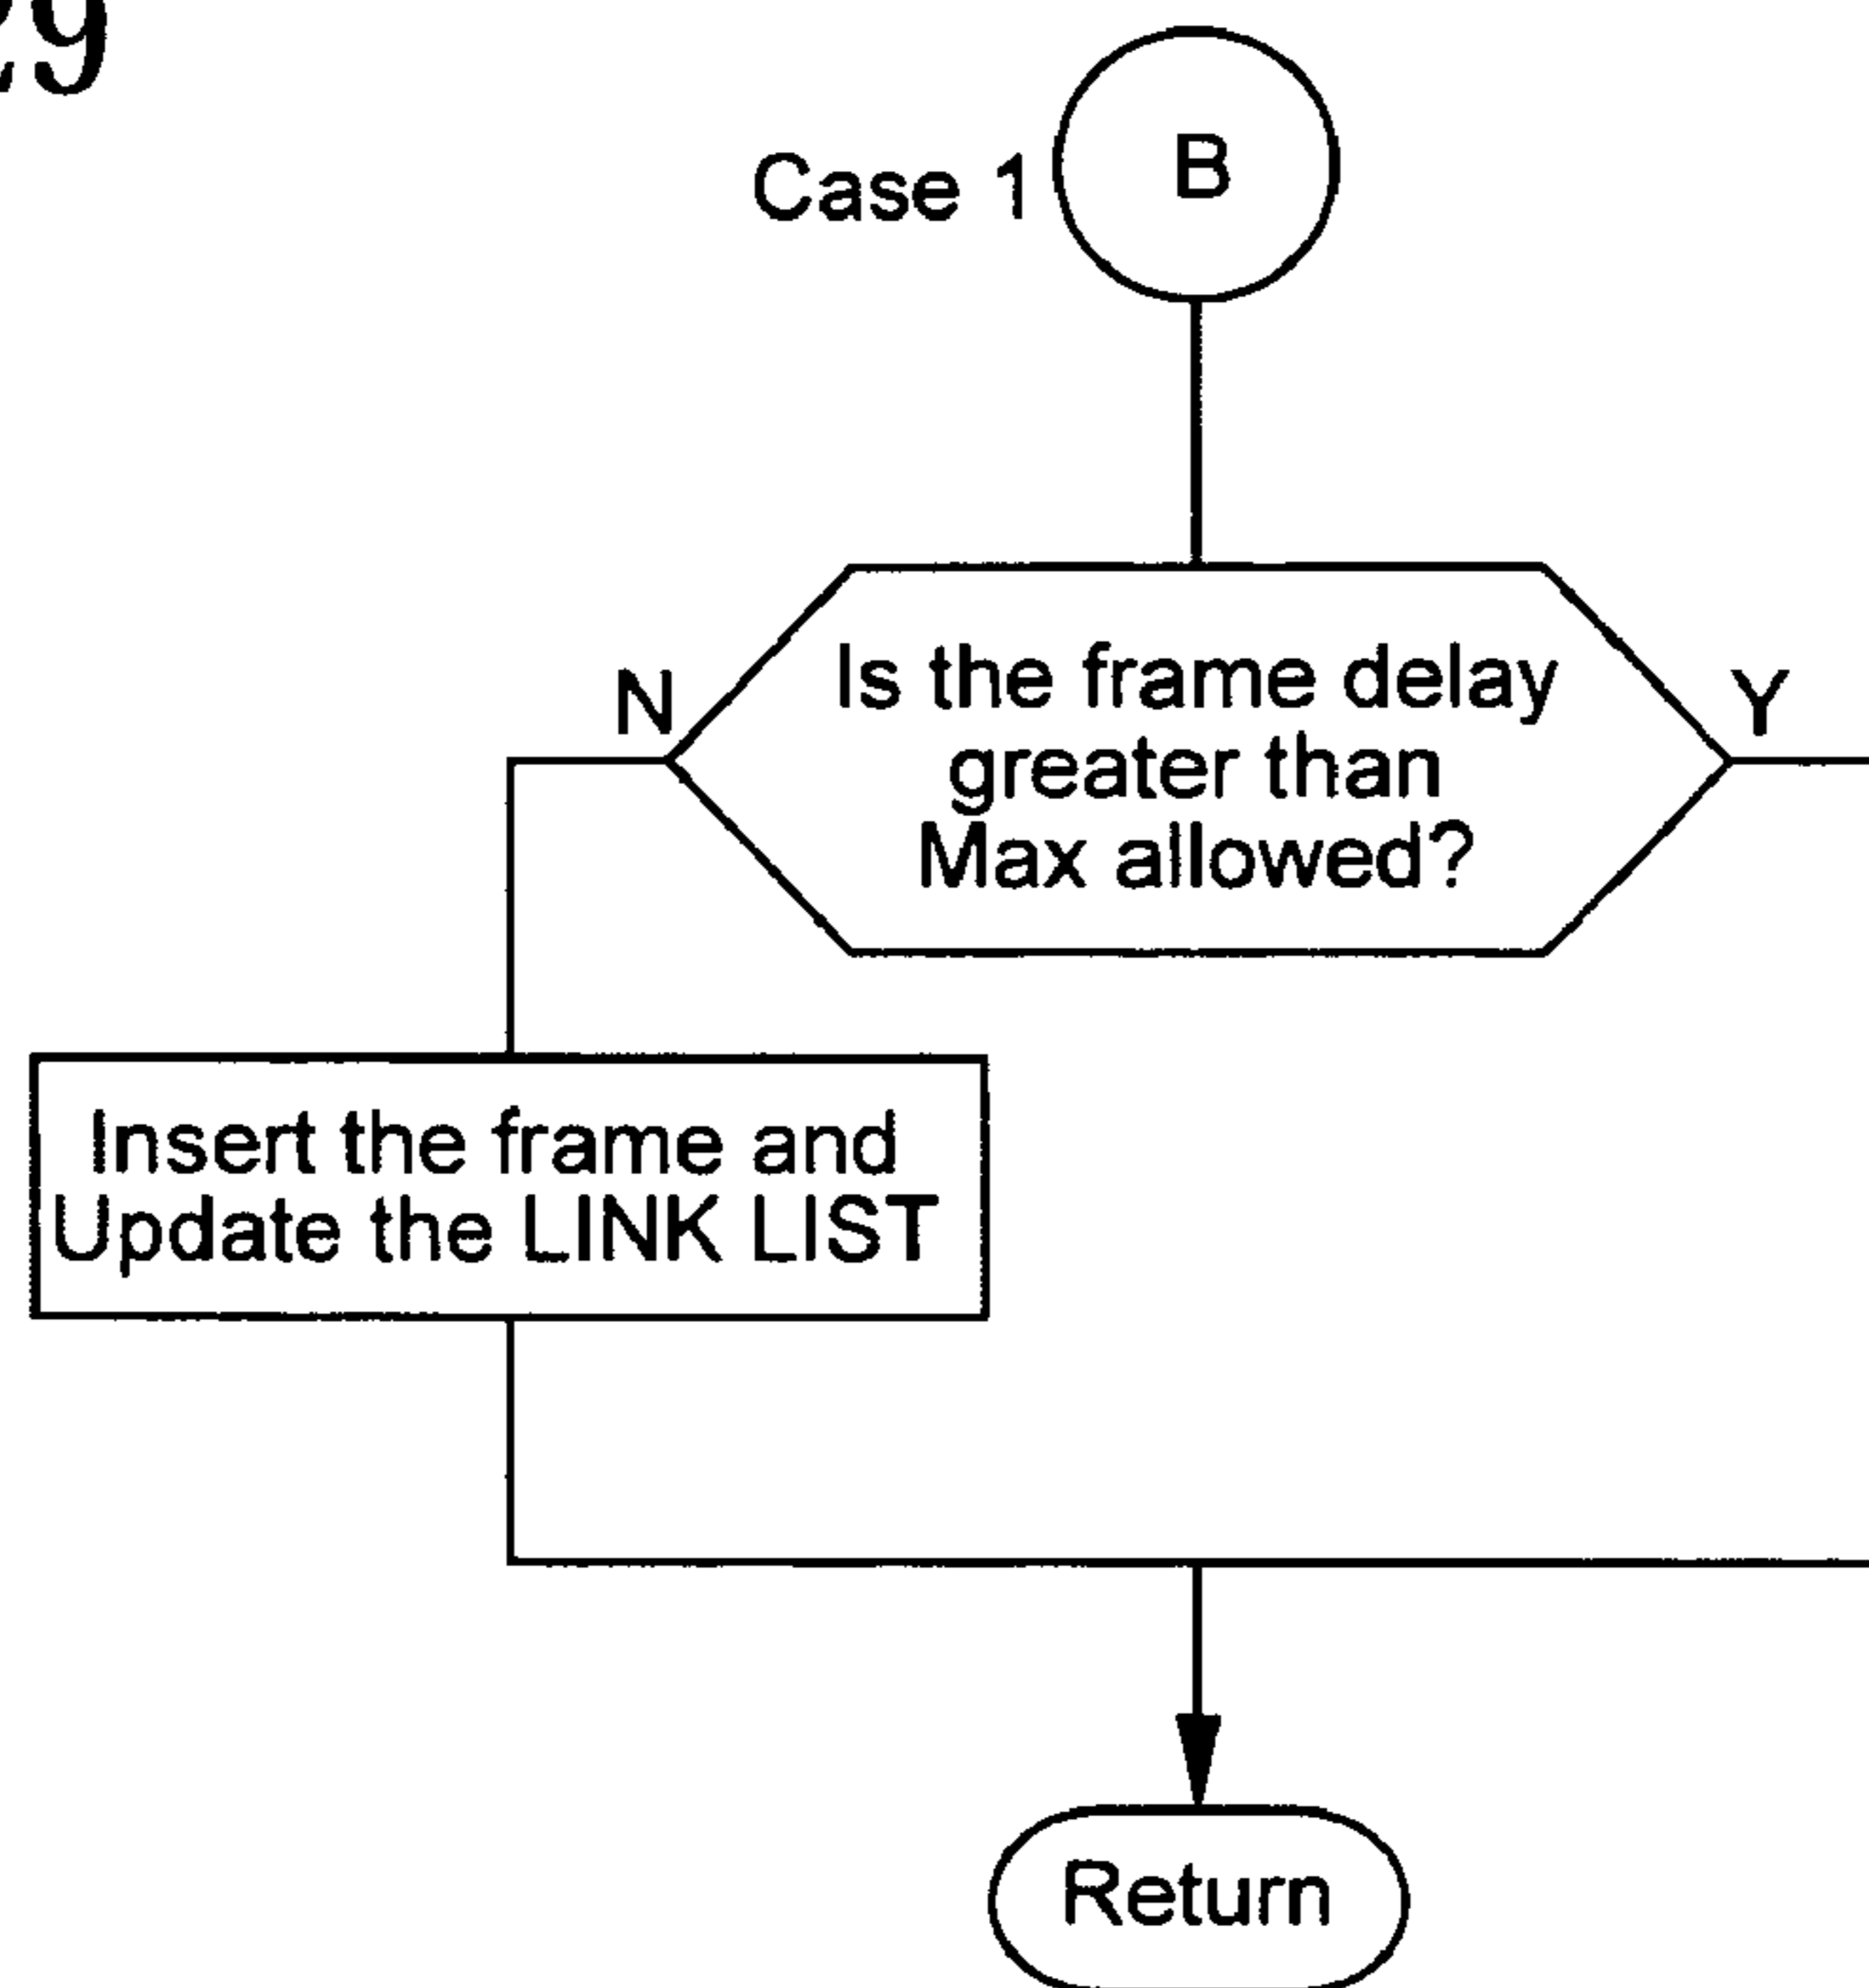 29
Case 1
B
N
Is the frame delay
Y
greater than
Max allowed?
Insert the frame and
Update the LINK LIST
Return